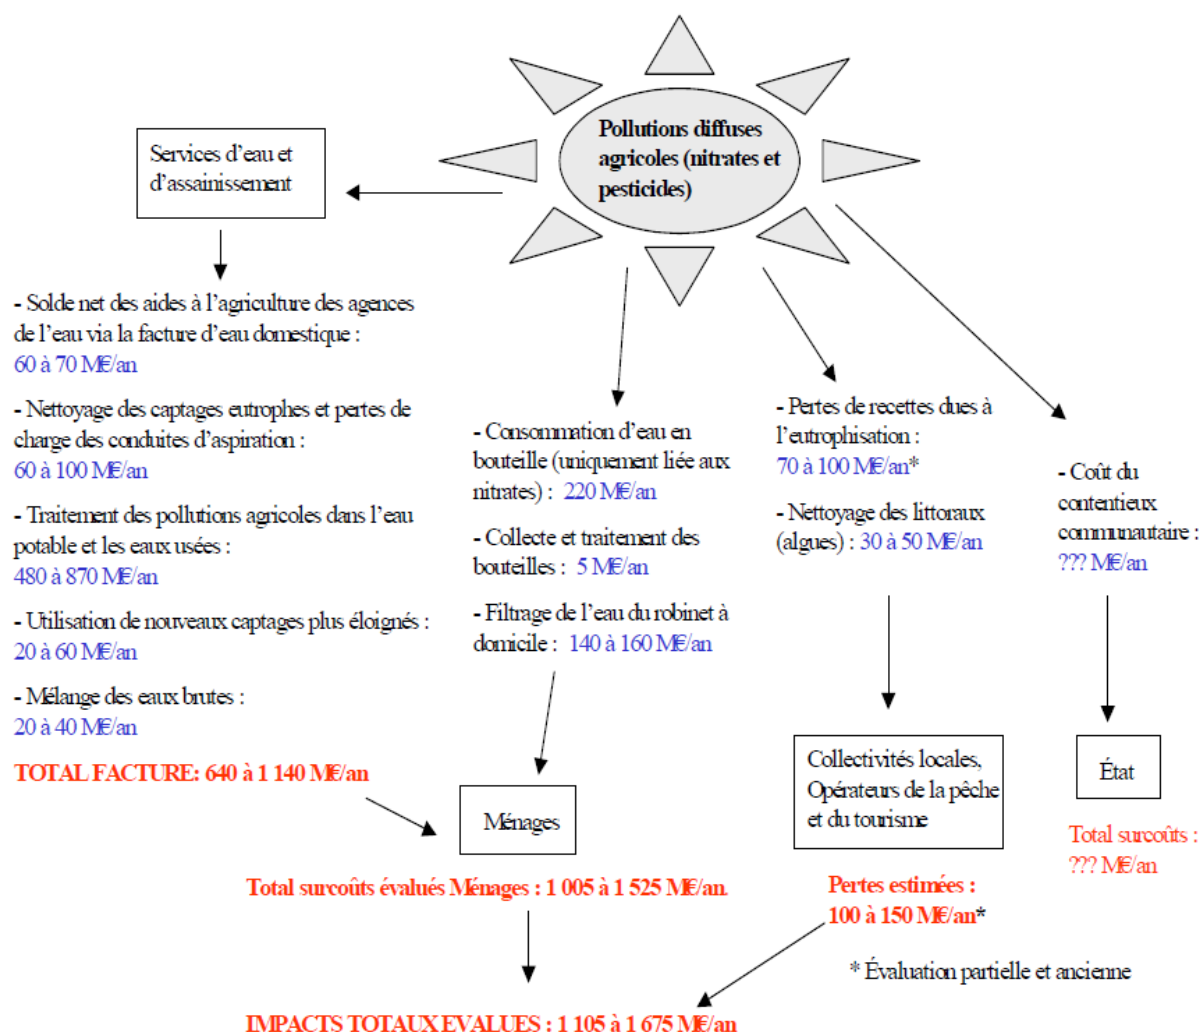 Pollutions diffuses
agricoles (nitrates et
pesticides)
Services d’eau et
d’assainissement
- Solde net des aides à l’agriculture des agences
de l’eau via la facture d’eau domestique :
60 à 70 M€/an
- Nettoyage des captages eutrophes et pertes de
charge des conduites d’aspiration :
60 à 100 M€/an
- Traitement des pollutions agricoles dans l’eau
potable et les eaux usées :
480 à 870 M€/an
- Utilisation de nouveaux captages plus éloignés :
20 à 60 M€/an
- Mélange des eaux brutes :
20 à 40 M€/an
TOTAL FACTURE: 640 à 1 140 M€/an
- Consommation d’eau en
bouteille (uniquement liée aux
nitrates) : 220 M€/an
- Collecte et traitement des
bouteilles : 5 M€/an
- Filtrage de l’eau du robinet à
domicile : 140 à 160 M€/an
Ménages
Total surcoûts évalués Ménages : 1 005 à 1 525 M€/an.
- Pertes de recettes dues à
l’eutrophisation :
70 à 100 M€/an*
- Nettoyage des littoraux
(algues) : 30 à 50 M€/an
Collectivités locales,
Opérateurs de la pêche
et du tourisme
Pertes estimées :
100 à 150 M€/an*
- Coût du
contentieux
communautaire :
??? M€/an
État
Total surcoûts :
??? M€/an
* Évaluation partielle et ancienne
IMPACTS TOTAUX EVALUES : 1 105 à 1 675 M€/an